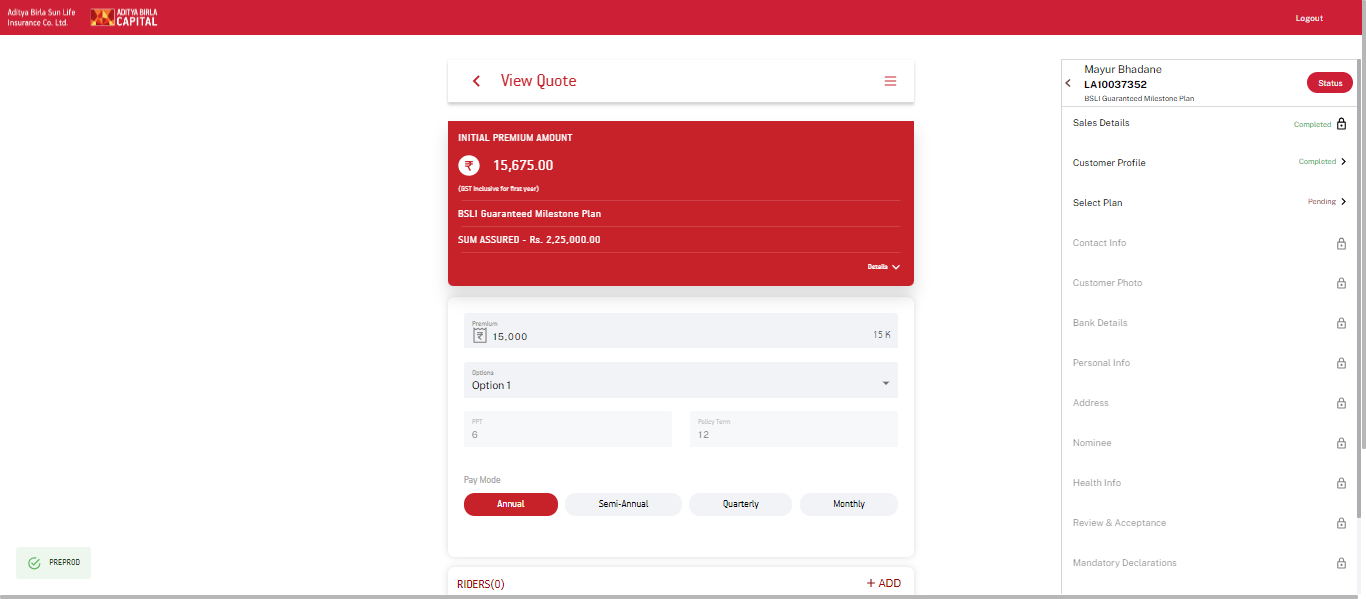 Aditya Birla Sun Life
Insurance Co. Ltd.
ADITYA BIRLA
CAPITAL
Logout
View Quote
INITIAL PREMIUM AMOUNT
₹ 15,675.00
(GST inclusive for first year)
BSLI Guaranteed Milestone Plan
SUM ASSURED - Rs. 2,25,000.00
Details
Premium
₹ 15,000 15 K
Options
Option 1
PPT
6
Policy Term
12
Pay Mode
Annual Semi-Annual Quarterly Monthly
RIDERS(0) + ADD
PREPROD
Mayur Bhadane
LA10037352
BSLI Guaranteed Milestone Plan
Status
Sales Details Completed
Customer Profile Completed
Select Plan Pending
Contact Info
Customer Photo
Bank Details
Personal Info
Address
Nominee
Health Info
Review & Acceptance
Mandatory Declarations